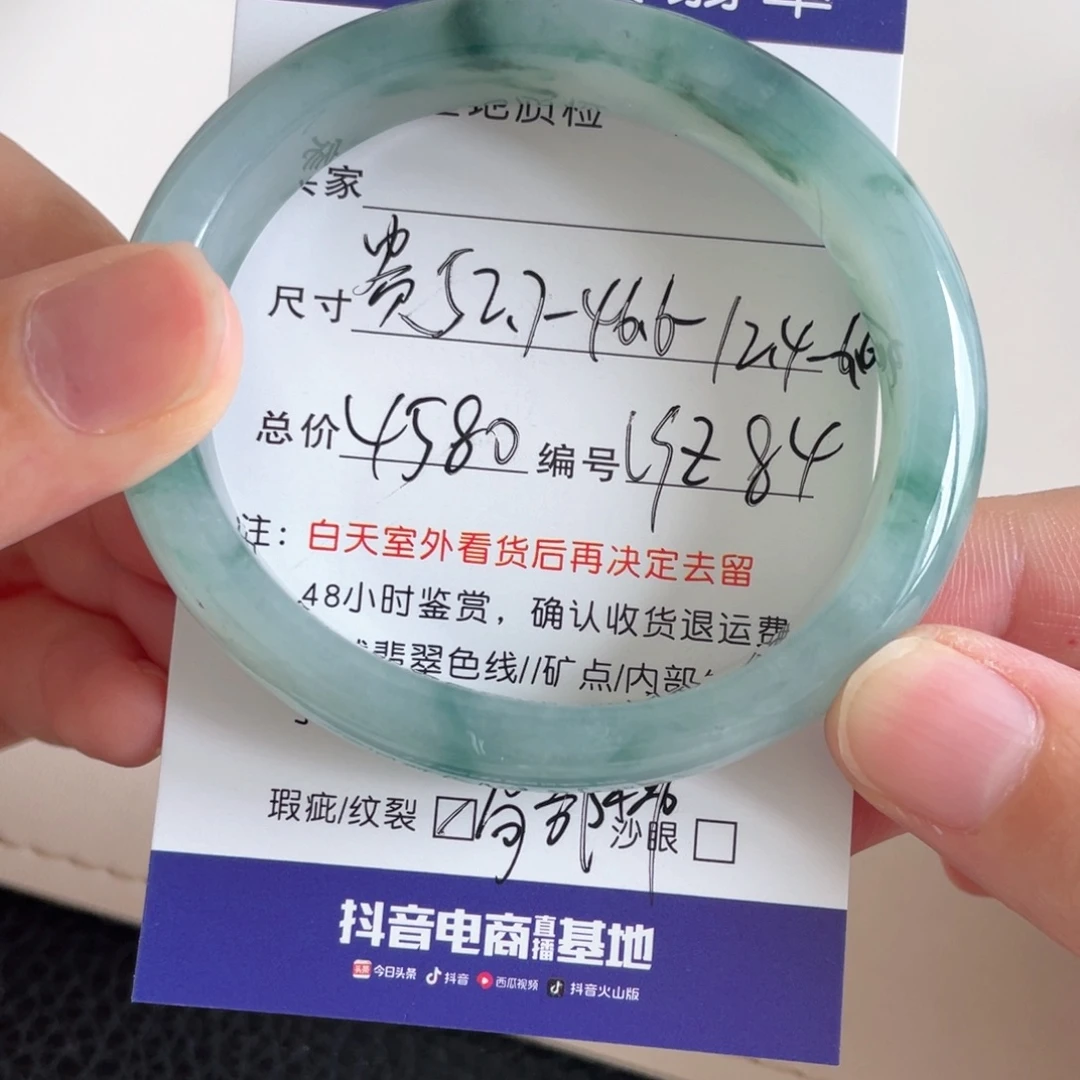 地质检
家
尺寸 贵52.7-46.6-12.4-6.6
总价 4580 编号 LSZ 84
注：白天室外看货后再决定去留
48小时鉴赏，确认收货退运费
翡翠色线//矿点/内部
瑕疵/纹裂 局部 沙眼
抖音电商直播基地
头条 今日头条 抖音 西瓜视频 抖音火山版